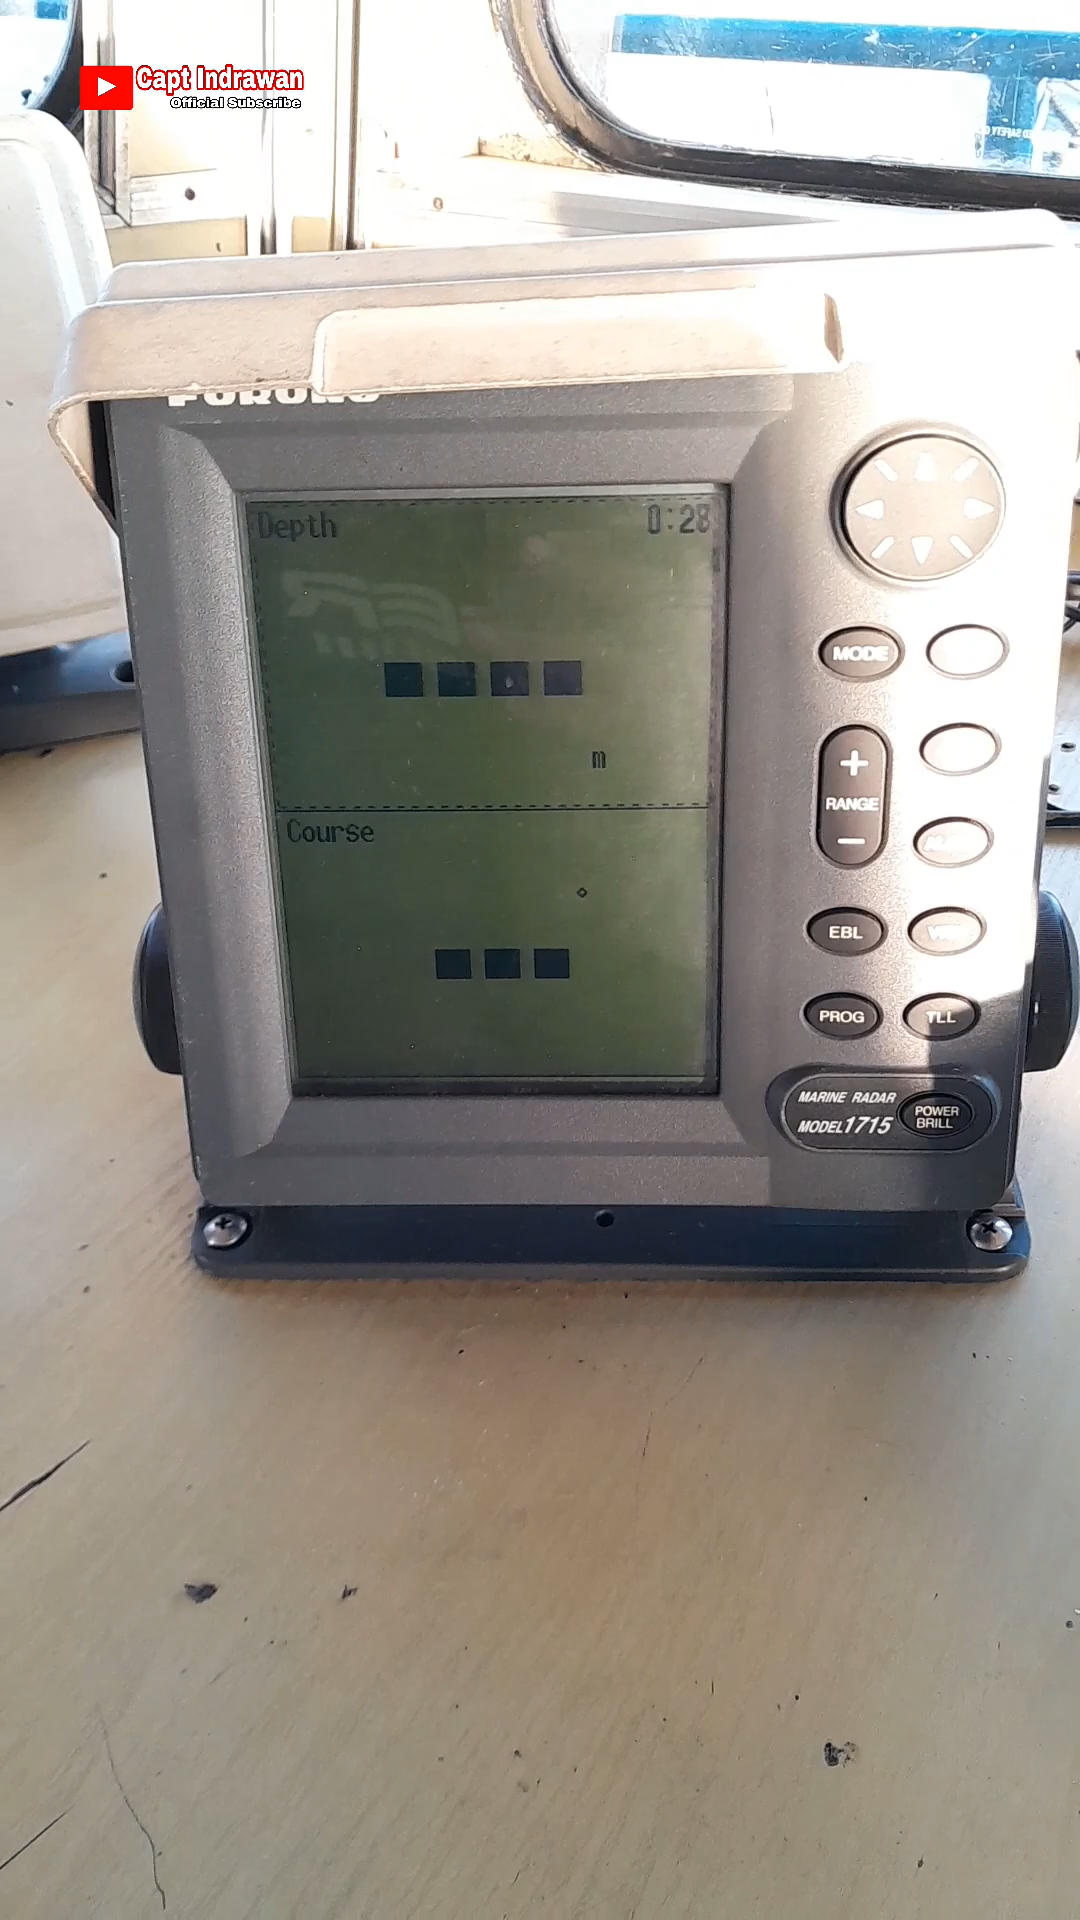 Capt Indrawan
Official Subscribe
FURUNO
Depth 0:28
m
Course
MODE
+
RANGE
−
EBL
PROG
TLL
MARINE RADAR
MODEL 1715
POWER
BRILL